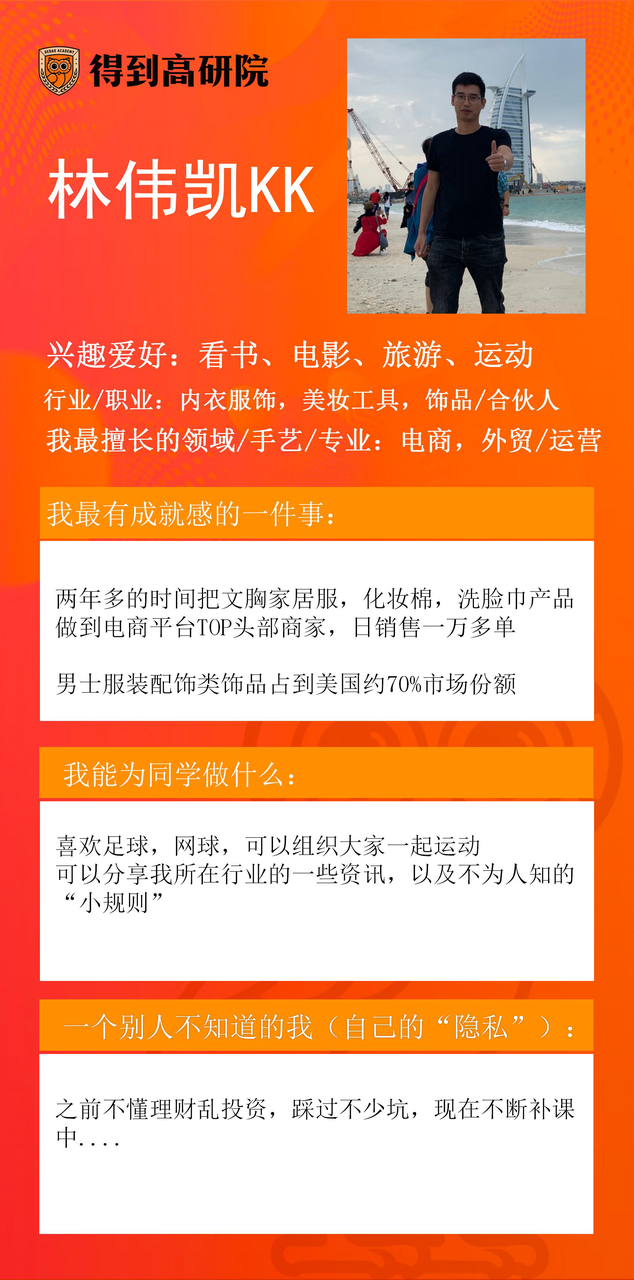 DEDAO ACADEMY
得到高研院
林伟凯KK
兴趣爱好：看书、电影、旅游、运动
行业/职业：内衣服饰，美妆工具，饰品/合伙人
我最擅长的领域/手艺/专业：电商，外贸/运营
我最有成就感的一件事：
两年多的时间把文胸家居服，化妆棉，洗脸巾产品
做到电商平台TOP头部商家，日销售一万多单
男士服装配饰类饰品占到美国约70%市场份额
我能为同学做什么：
喜欢足球，网球，可以组织大家一起运动
可以分享我所在行业的一些资讯，以及不为人知的
“小规则”
一个别人不知道的我（自己的“隐私”）：
之前不懂理财乱投资，踩过不少坑，现在不断补课
中....